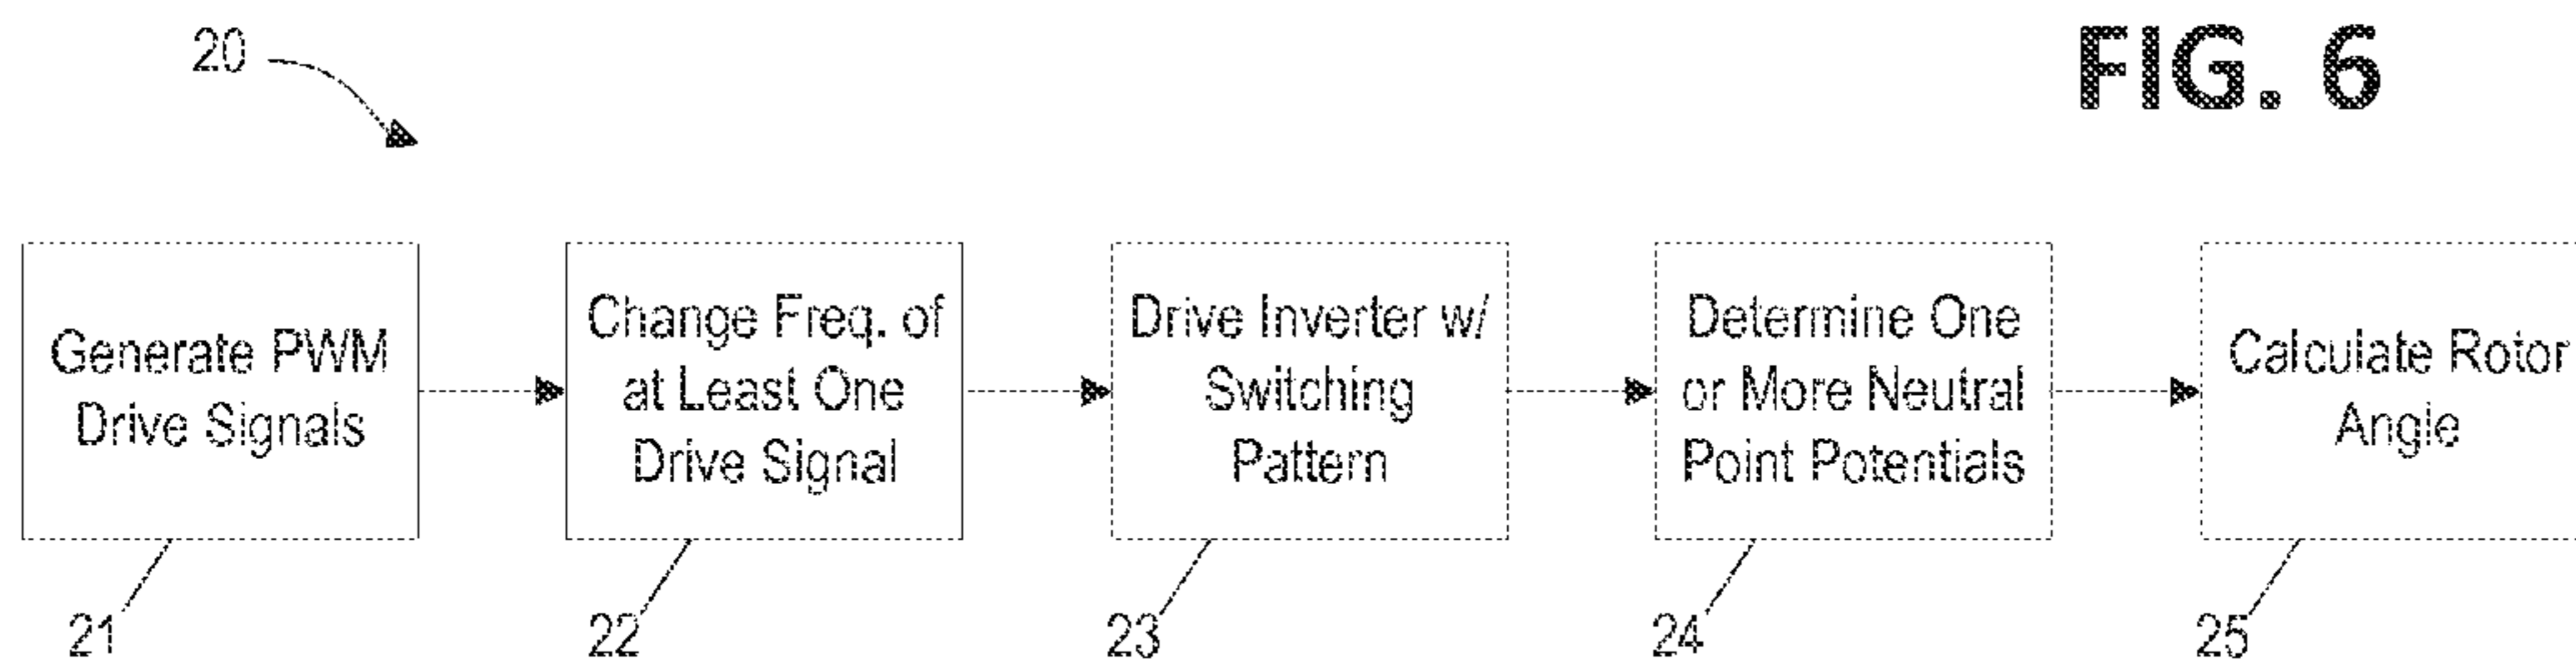 20
FIG. 6
Generate PWM
Drive Signals
Change Freq. of
at Least One
Drive Signal
Drive Inverter w/
Switching
Pattern
Determine One
or More Neutral
Point Potentials
Calculate Rotor
Angle
21
22
23
24
25